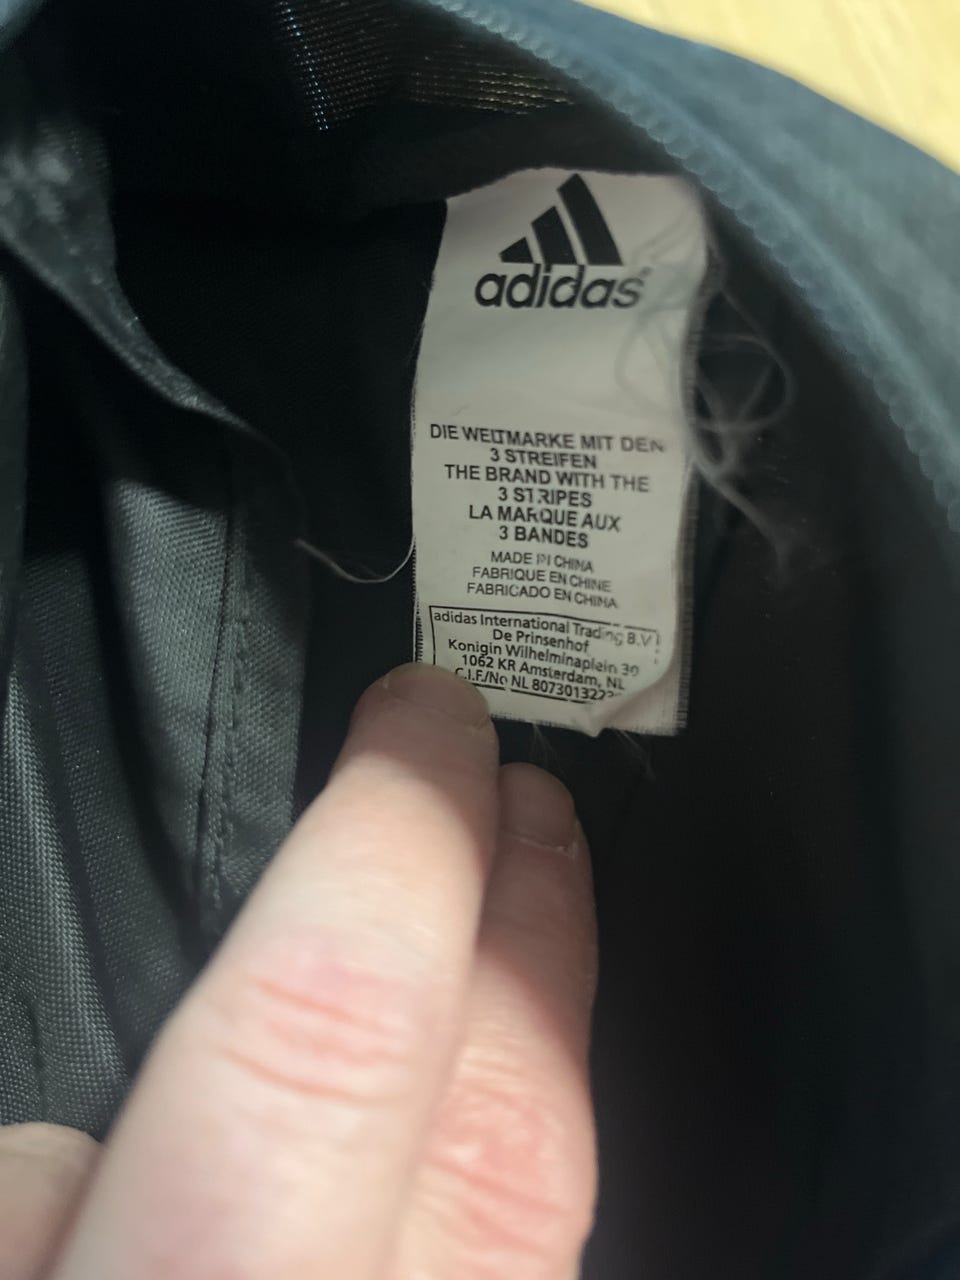 adidas
DIE WELTMARKE MIT DEN
3 STREIFEN
THE BRAND WITH THE
3 STRIPES
LA MARQUE AUX
3 BANDES
MADE IN CHINA
FABRIQUE EN CHINE
FABRICADO EN CHINA
adidas International Trading B.V.
De Prinsenhof
Konigin Wilhelminaplein 30
1062 KR Amsterdam, NL
C.I.F./No NL